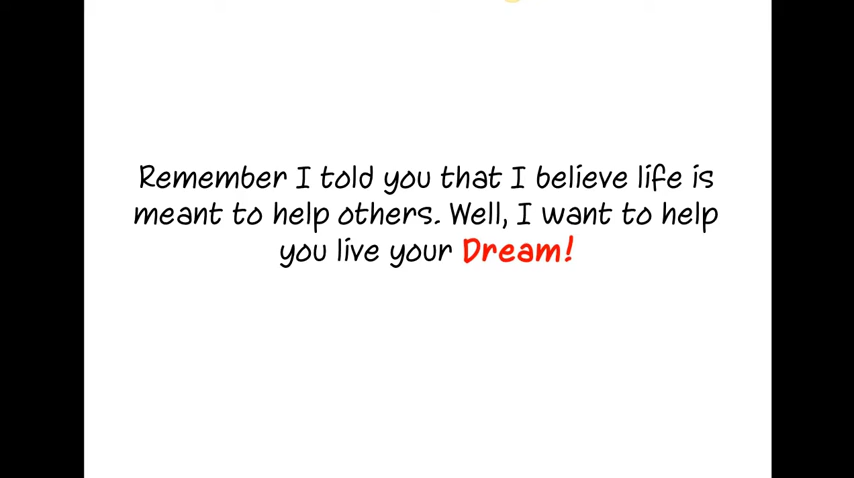 Remember I told you that I believe life is
meant to help others. Well, I want to help
you live your Dream!